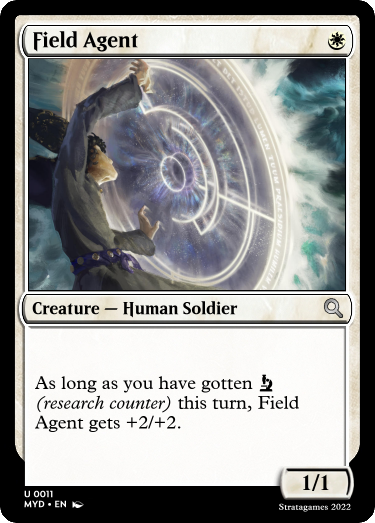 Field Agent
Creature — Human Soldier
As long as you have gotten
(research counter) this turn, Field
Agent gets +2/+2.
1/1
U 0011
MYD • EN
Stratagames 2022